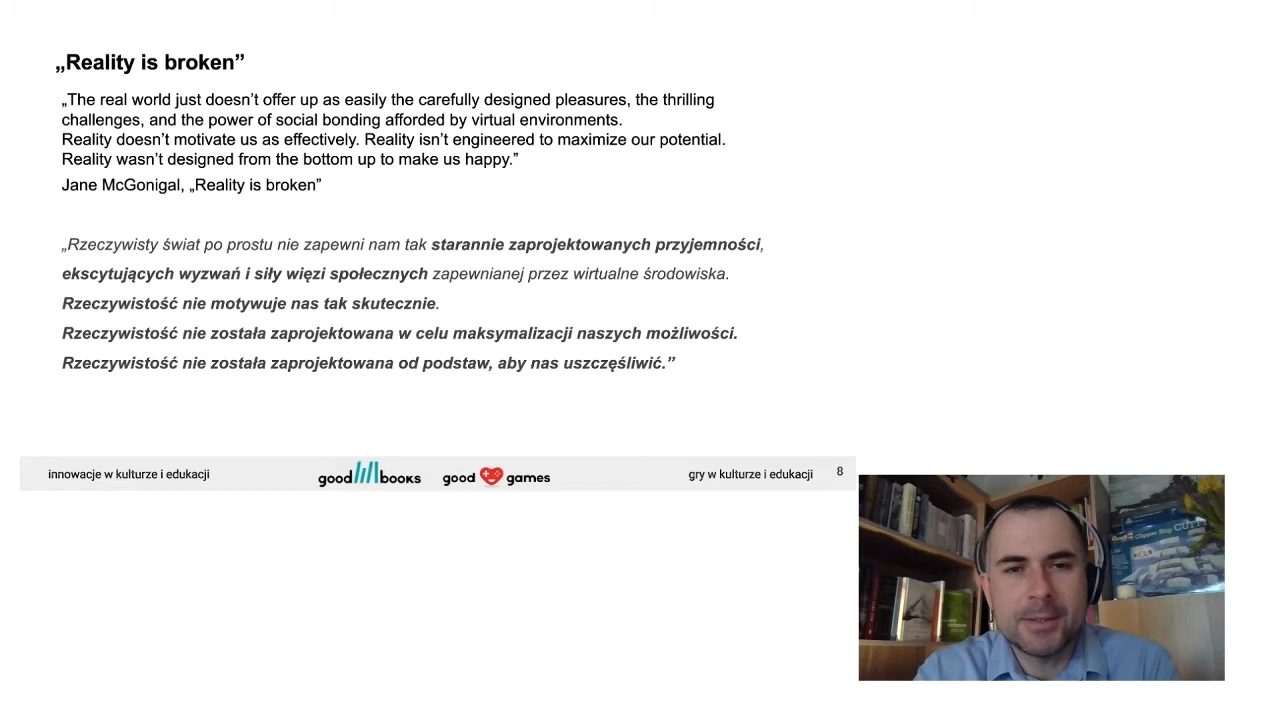 „Reality is broken”
„The real world just doesn’t offer up as easily the carefully designed pleasures, the thrilling
challenges, and the power of social bonding afforded by virtual environments.
Reality doesn’t motivate us as effectively. Reality isn’t engineered to maximize our potential.
Reality wasn’t designed from the bottom up to make us happy.”
Jane McGonigal, „Reality is broken”
„Rzeczywisty świat po prostu nie zapewni nam tak starannie zaprojektowanych przyjemności,
ekscytujących wyzwań i siły więzi społecznych zapewnianej przez wirtualne środowiska.
Rzeczywistość nie motywuje nas tak skutecznie.
Rzeczywistość nie została zaprojektowana w celu maksymalizacji naszych możliwości.
Rzeczywistość nie została zaprojektowana od podstaw, aby nas uszczęśliwić.”
innowacje w kulturze i edukacji
good books
good games
gry w kulturze i edukacji
8
Revell
Clipper Ship CUTTY